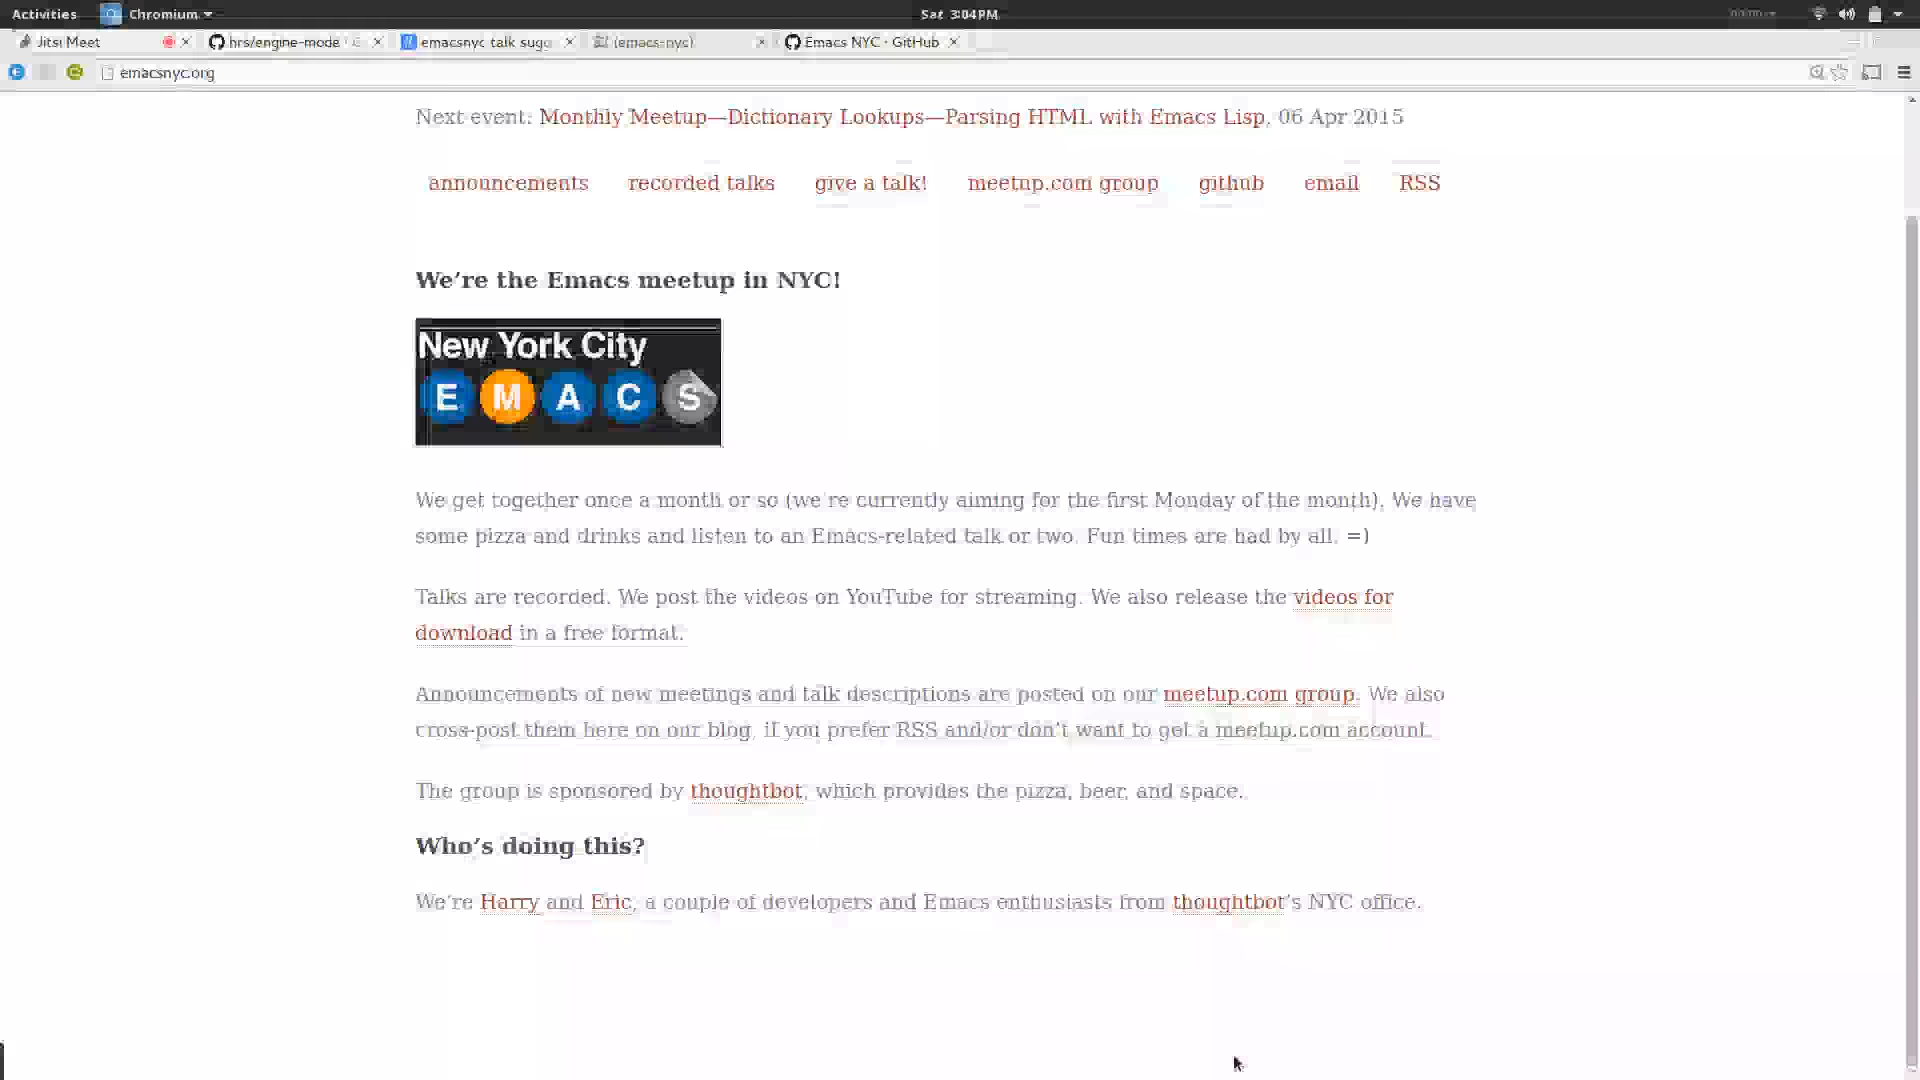 Activities Chromium Sat 3:04PM
Jitsi Meet hrs/engine-mode emacsnyc talk sugg (emacs-nyc) Emacs NYC · GitHub
emacsnyc.org
Next event: Monthly Meetup—Dictionary Lookups—Parsing HTML with Emacs Lisp, 06 Apr 2015
announcements recorded talks give a talk! meetup.com group github email RSS
We’re the Emacs meetup in NYC!
New York City
E M A C S
We get together once a month or so (we’re currently aiming for the first Monday of the month). We have
some pizza and drinks and listen to an Emacs-related talk or two. Fun times are had by all. =)
Talks are recorded. We post the videos on YouTube for streaming. We also release the videos for
download in a free format.
Announcements of new meetings and talk descriptions are posted on our meetup.com group. We also
cross-post them here on our blog, if you prefer RSS and/or don’t want to get a meetup.com account.
The group is sponsored by thoughtbot, which provides the pizza, beer, and space.
Who’s doing this?
We’re Harry and Eric, a couple of developers and Emacs enthusiasts from thoughtbot’s NYC office.